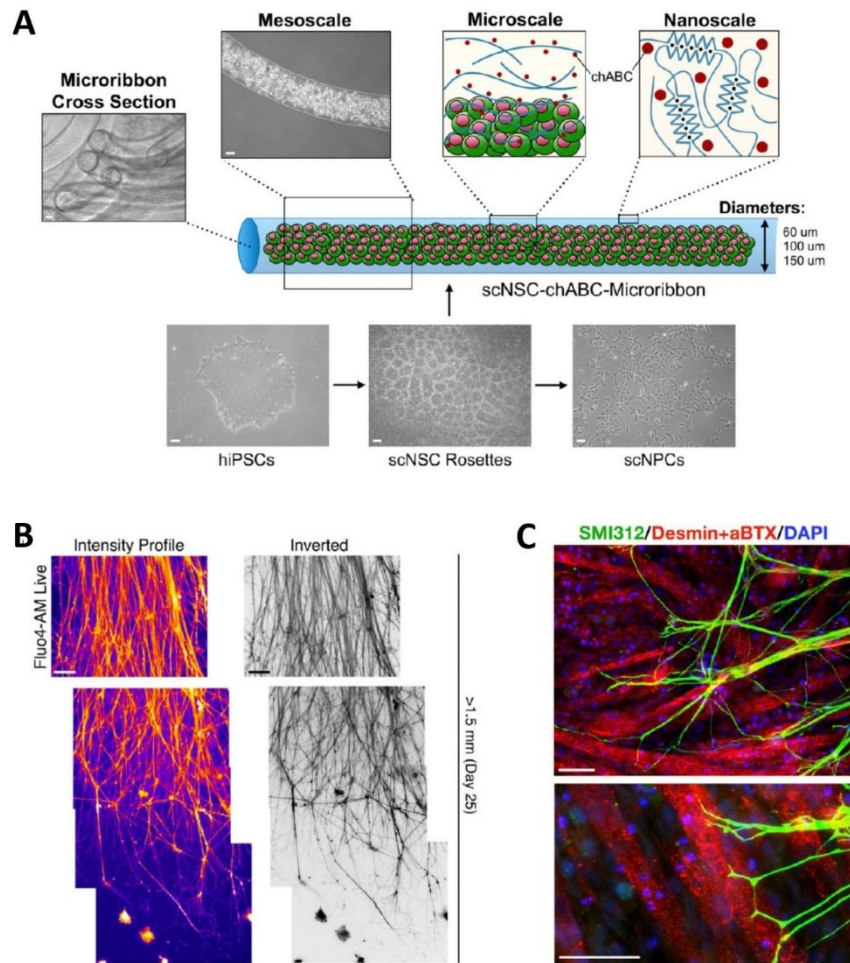 A
Mesoscale
Microscale
Nanoscale
Microribbon
Cross Section
chABC
Diameters:
60 um
100 um
150 um
scNSC-chABC-Microribbon
hiPSCs
scNSC Rosettes
scNPCs
B
Intensity Profile
Inverted
Fluo4-AM Live
>1.5 mm (Day 25)
C
SMI312/Desmin+aBTX/DAPI